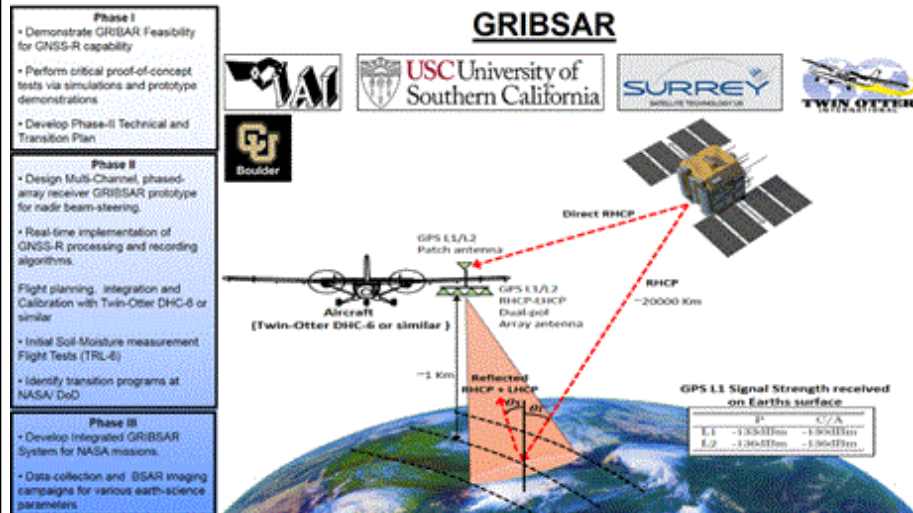 Phase I
• Demonstrate GRIBAR Feasibility
for GNSS-R capability
• Perform critical proof-of-concept
tests via simulations and prototype
demonstrations
• Develop Phase-II Technical and
Transition Plan
Phase II
• Design Multi-Channel, phased-
array receiver GRIBSAR prototype
for nadir beam-steering.
• Real-time implementation of
GNSS-R processing and recording
algorithms.
Flight planning, integration and
Calibration with Twin-Otter DHC-6 or
similar
• Initial Soil-Moisture measurement
Flight Tests (TRL-6)
• Identify transition programs at
NASA/ DoD
Phase III
• Develop Integrated GRIBSAR
System for NASA missions.
• Data-collection and BSAR imaging
campaigns for various earth-science
parameters
GRIBSAR
IAI
USC University of
Southern California
SURREY
SATELLITE TECHNOLOGY US
TWIN OTTER
INTERNATIONAL
CU
Boulder
Direct RHCP
GPS L1/L2
Patch antenna
RHCP
~20000 Km
GPS L1/L2
RHCP-LHCP
Dual-pol
Array antenna
Aircraft
(Twin-Otter DHC-6 or similar )
~1 Km
Reflected
RHCP + LHCP
GPS L1 Signal Strength received
on Earths surface
P C/A
L1 -133dBm -130dBm
L2 -136dBm -136dBm